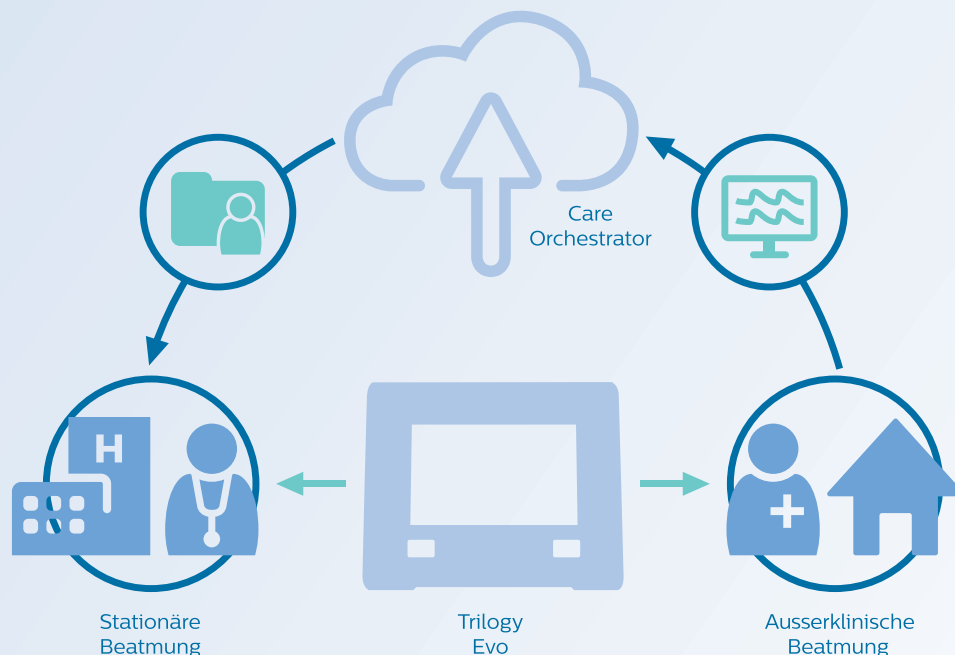 Care
Orchestrator
H
Stationäre
Beatmung
Trilogy
Evo
Ausserklinische
Beatmung